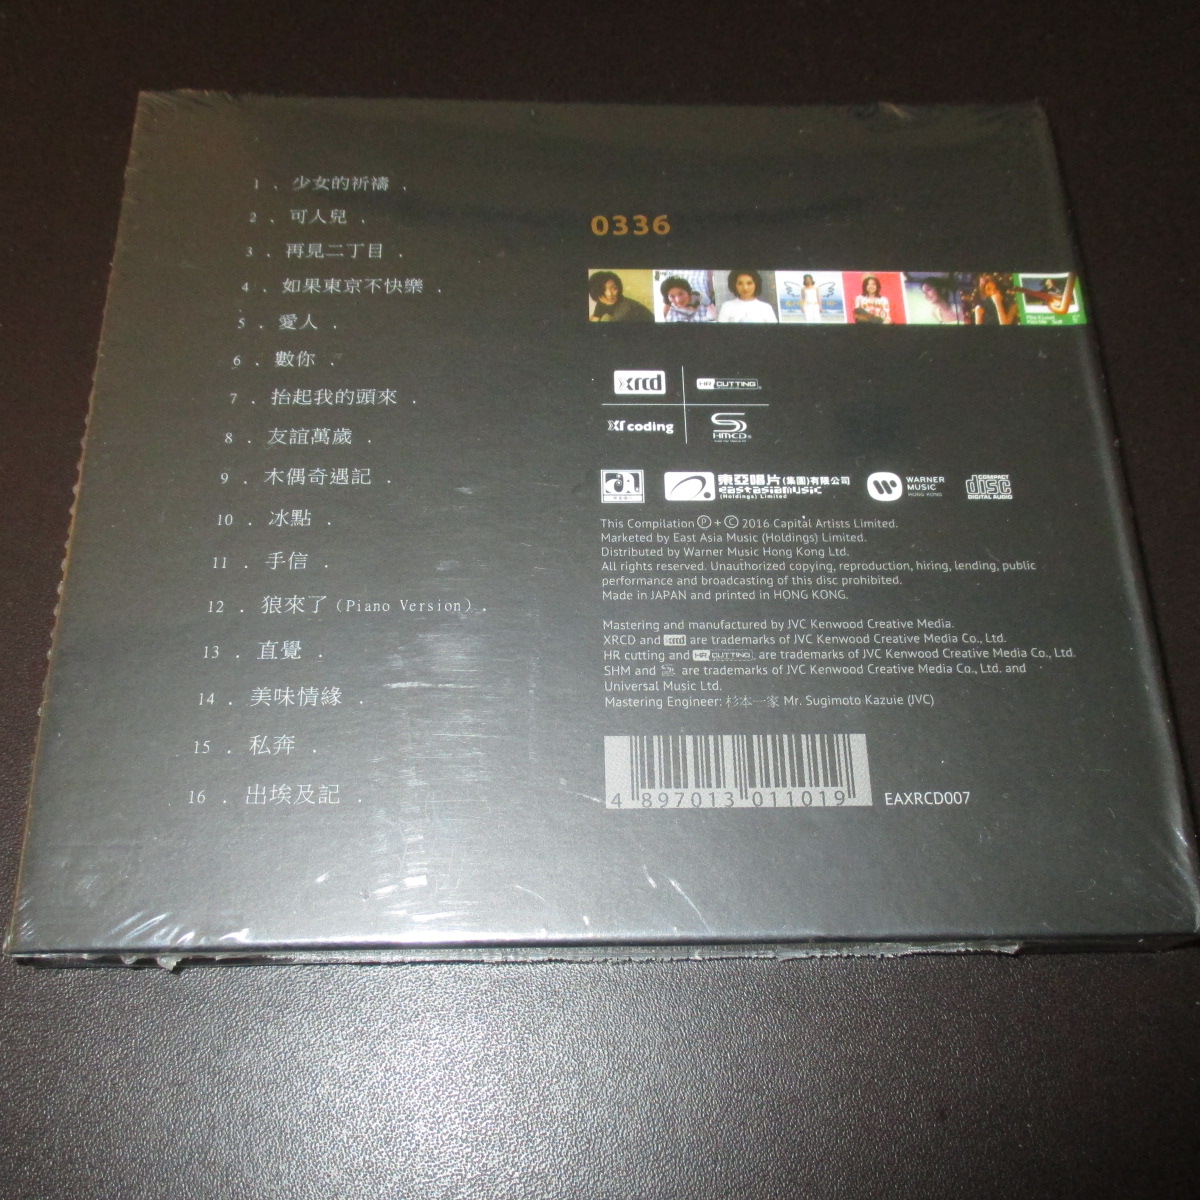 1 . 少女的祈禱 .
2 . 可人兒 .
3 . 再見二丁目 .
4 . 如果東京不快樂 .
5 . 愛人 .
6 . 數你 .
7 . 抬起我的頭來 .
8 . 友誼萬歲 .
9 . 木偶奇遇記 .
10 . 冰點 .
11 . 手信 .
12 . 狼來了 (Piano Version) .
13 . 直覺 .
14 . 美味情緣 .
15 . 私奔 .
16 . 出埃及記 .
0336
xrcd
HR CUTTING
xr coding
SHMCD
東亞唱片(集團)有限公司
eastasiamusic
(Holdings) Limited
WARNER
MUSIC
HONG KONG
COMPACT
disc
DIGITAL AUDIO
This Compilation Ⓟ + Ⓒ 2016 Capital Artists Limited.
Marketed by East Asia Music (Holdings) Limited.
Distributed by Warner Music Hong Kong Ltd.
All rights reserved. Unauthorized copying, reproduction, hiring, lending, public
performance and broadcasting of this disc prohibited.
Made in JAPAN and printed in HONG KONG.
Mastering and manufactured by JVC Kenwood Creative Media.
XRCD and xrcd are trademarks of JVC Kenwood Creative Media Co., Ltd.
HR cutting and HR CUTTING. are trademarks of JVC Kenwood Creative Media Co., Ltd.
SHM and are trademarks of JVC Kenwood Creative Media Co., Ltd. and
Universal Music Ltd.
Mastering Engineer: 杉本一家 Mr. Sugimoto Kazuie (JVC)
4 897013 011019
EAXRCD007